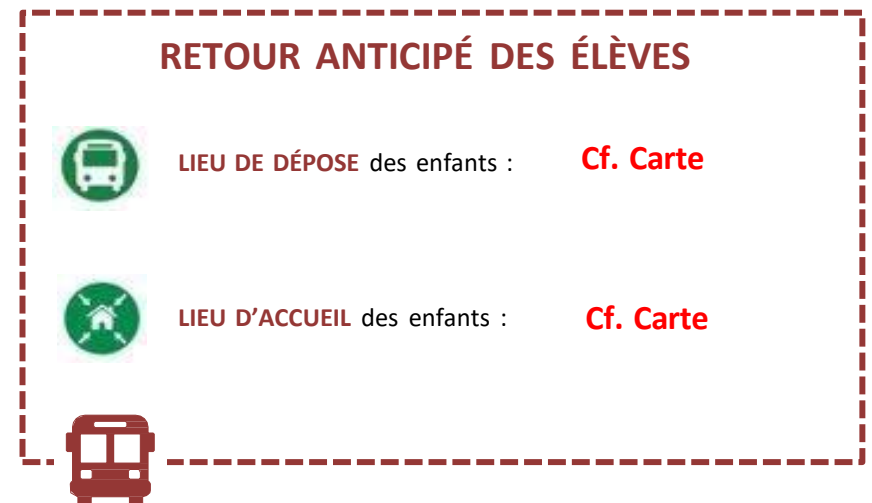 RETOUR ANTICIPÉ DES ÉLÈVES
LIEU DE DÉPOSE des enfants : Cf. Carte
LIEU D’ACCUEIL des enfants : Cf. Carte